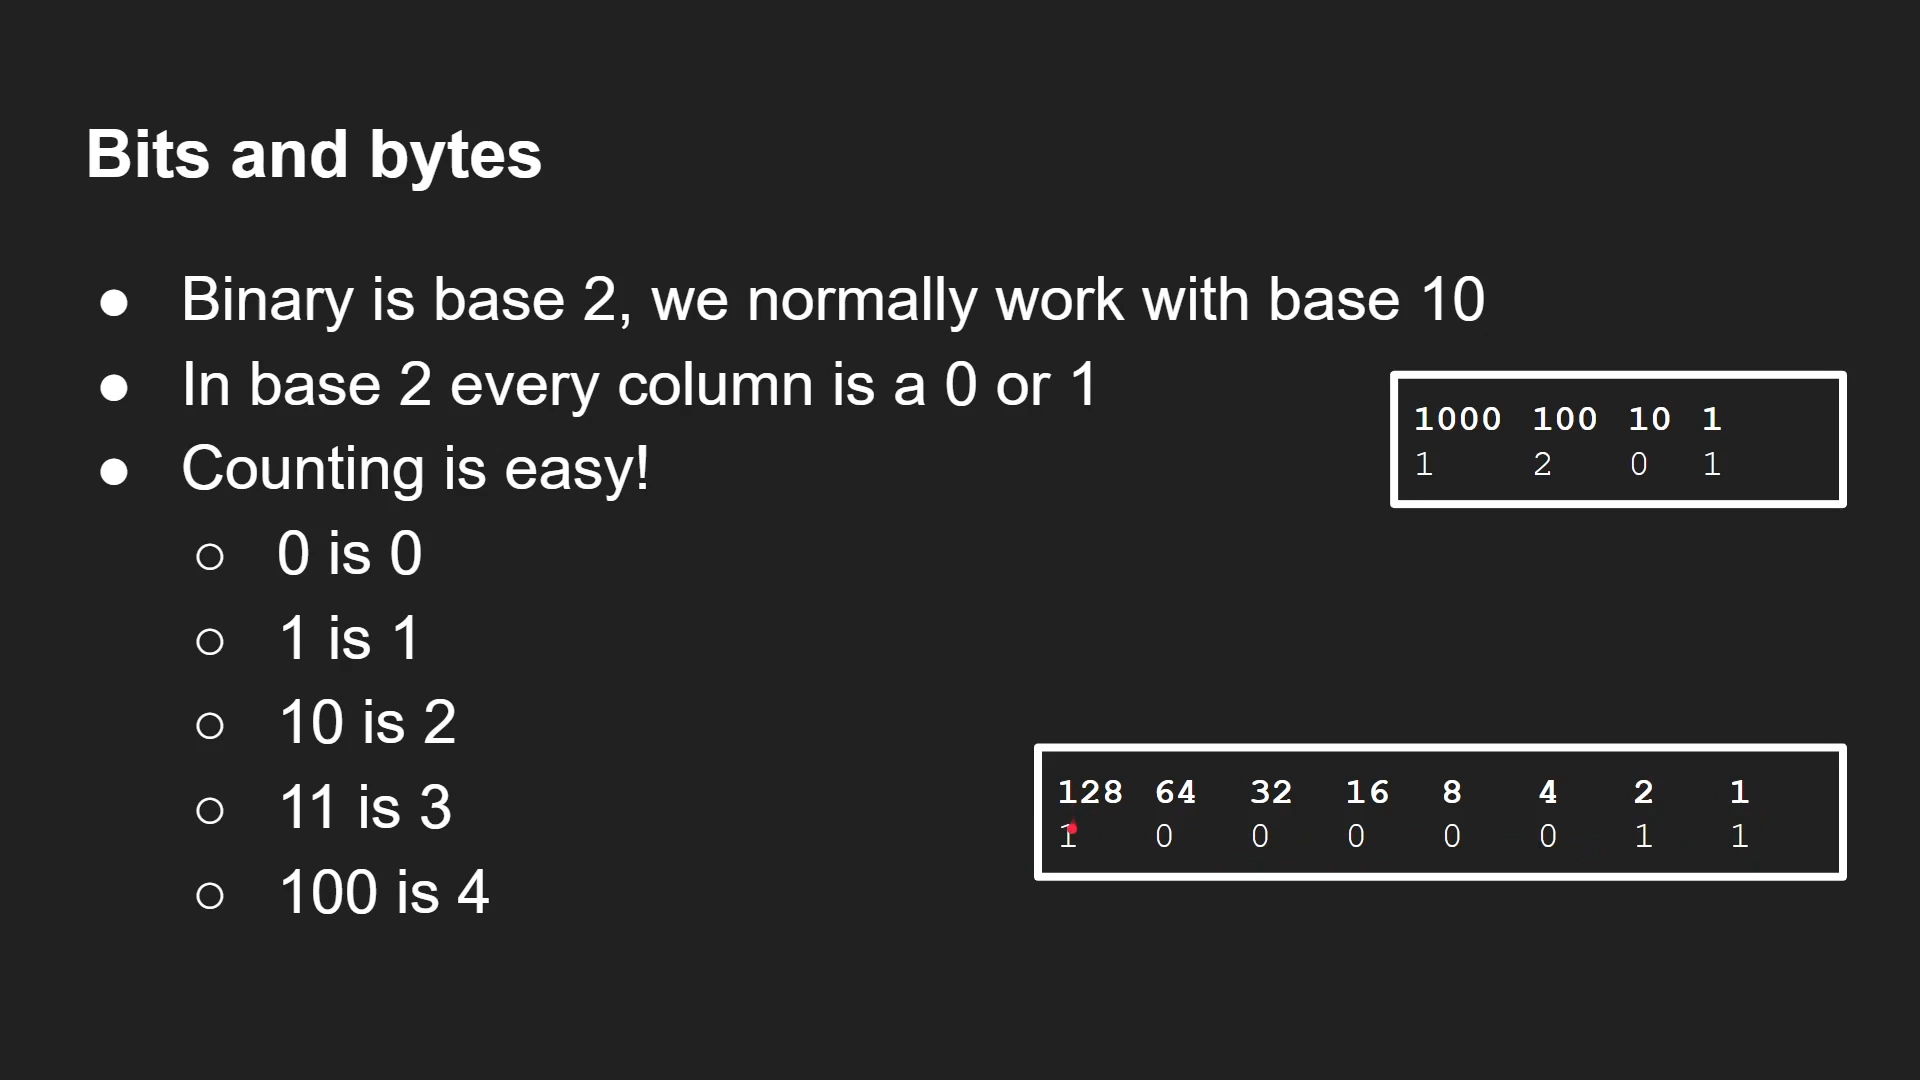 Bits and bytes
● Binary is base 2, we normally work with base 10
● In base 2 every column is a 0 or 1
● Counting is easy!
○ 0 is 0
○ 1 is 1
○ 10 is 2
○ 11 is 3
○ 100 is 4
1000 100 10 1
1 2 0 1
128 64 32 16 8 4 2 1
1 0 0 0 0 0 1 1